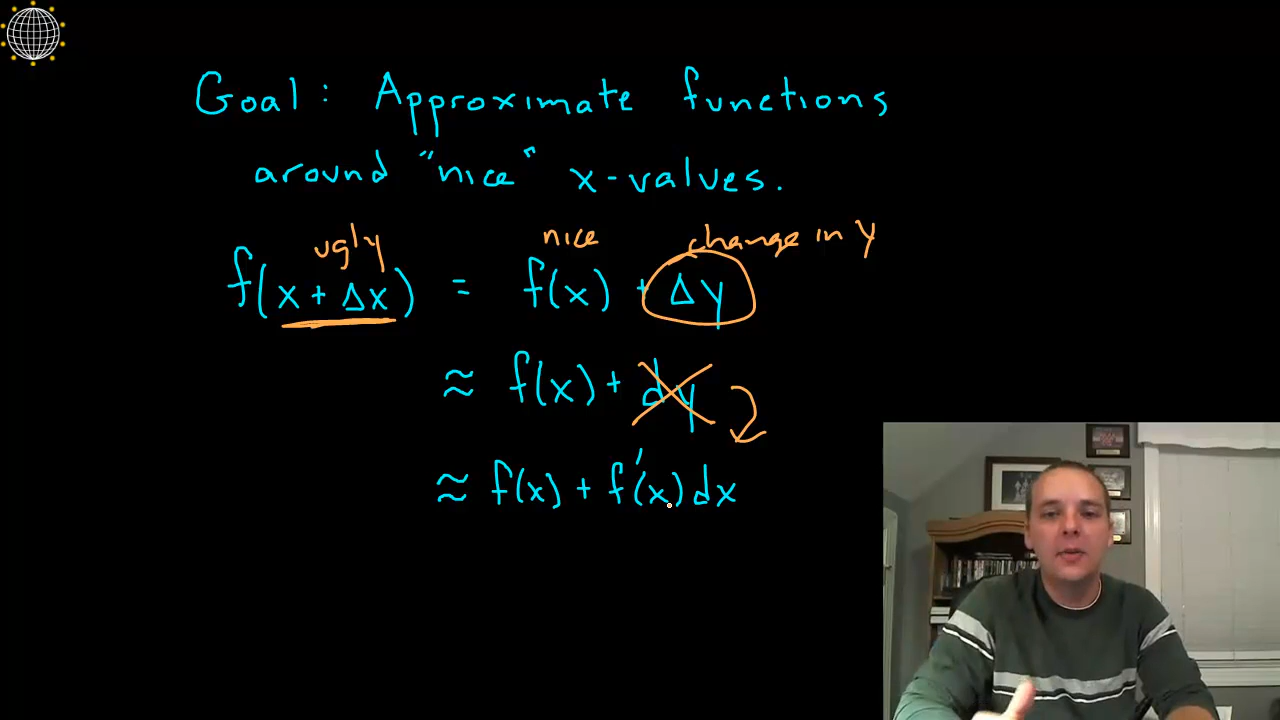 Goal: Approximate functions
around "nice" x-values.
ugly nice change in y
f(x + Δx) = f(x) + Δy
≈ f(x) + dy
≈ f(x) + f'(x) dx